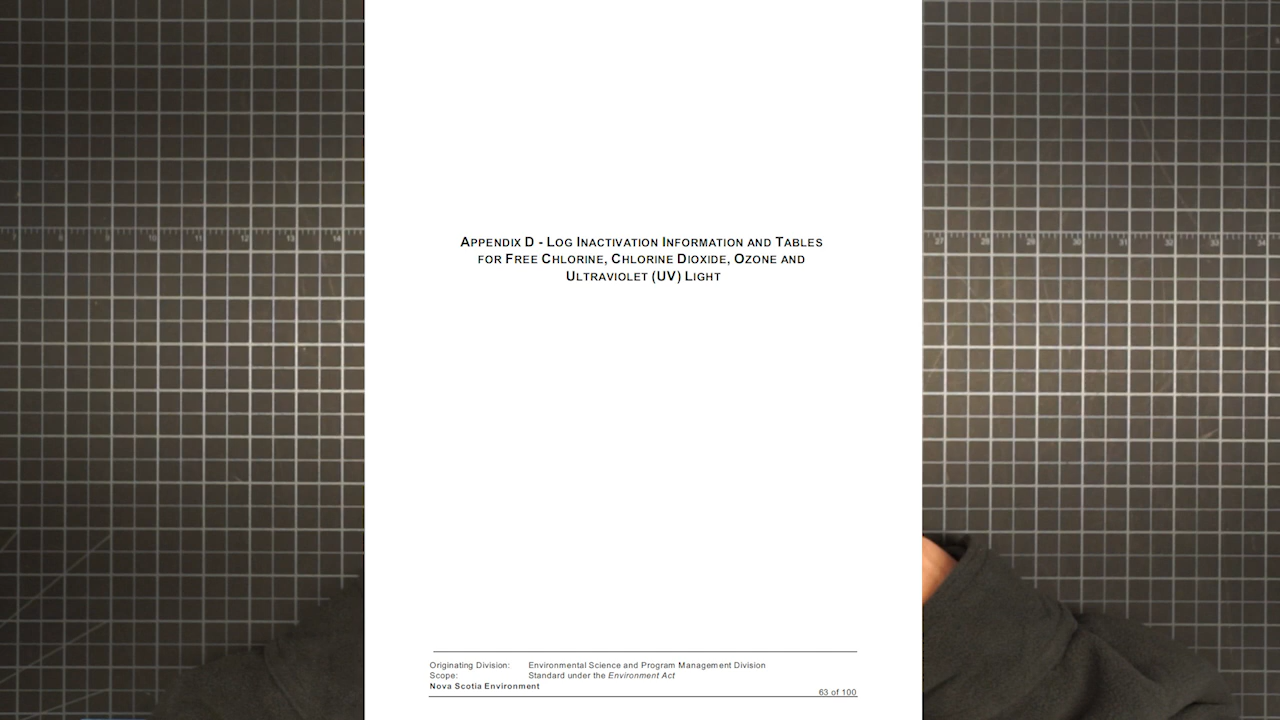 APPENDIX D - LOG INACTIVATION INFORMATION AND TABLES
FOR FREE CHLORINE, CHLORINE DIOXIDE, OZONE AND
ULTRAVIOLET (UV) LIGHT
Originating Division: Environmental Science and Program Management Division
Scope: Standard under the Environment Act
Nova Scotia Environment
63 of 100